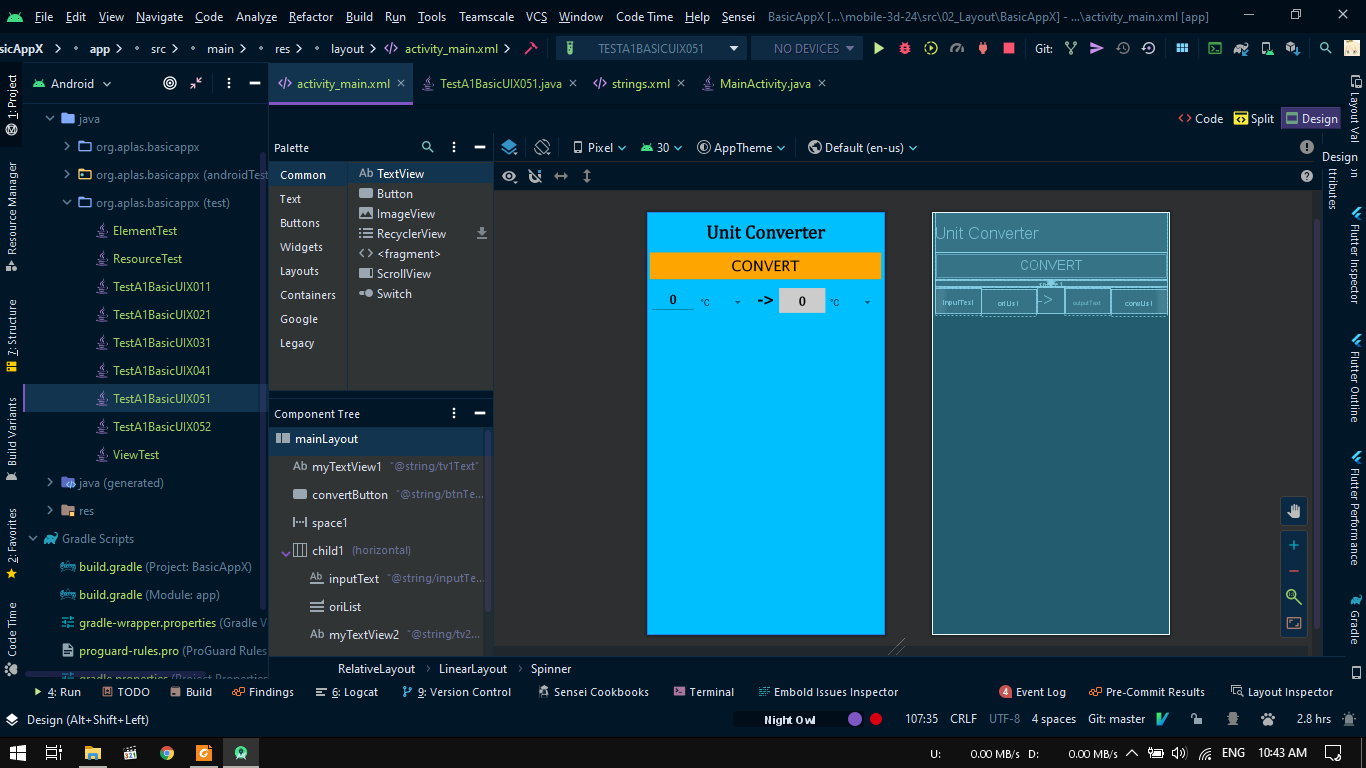 File Edit View Navigate Code Analyze Refactor Build Run Tools Teamscale VCS Window Code Time Help Sensei BasicAppX [...\mobile-3d-24\src\02_Layout\BasicAppX] - ...\activity_main.xml [app]
sicAppX app src main res layout activity_main.xml TESTA1BASICUIX051 NO DEVICES Git:
Android
activity_main.xml TestA1BasicUIX051.java strings.xml MainActivity.java
1: Project
Resource Manager
7: Structure
Build Variants
2: Favorites
Code Time
java
org.aplas.basicappx
org.aplas.basicappx (androidTest
org.aplas.basicappx (test)
ElementTest
ResourceTest
TestA1BasicUIX011
TestA1BasicUIX021
TestA1BasicUIX031
TestA1BasicUIX041
TestA1BasicUIX051
TestA1BasicUIX052
ViewTest
java (generated)
res
Gradle Scripts
build.gradle (Project: BasicAppX)
build.gradle (Module: app)
gradle-wrapper.properties (Gradle V
proguard-rules.pro (ProGuard Rules
gradle.properties (Project Properties
Code Split Design
Palette
Common
Text
Buttons
Widgets
Layouts
Containers
Google
Legacy
Ab TextView
Button
ImageView
RecyclerView
<fragment>
ScrollView
Switch
Component Tree
mainLayout
Ab myTextView1 "@string/tv1Text"
convertButton "@string/btnTe...
space1
child1 (horizontal)
Ab inputText "@string/inputTe...
oriList
Ab myTextView2 "@string/tv2...
Pixel 30 AppTheme Default (en-us)
Unit Converter
CONVERT
0 °C -> 0 °C
Unit Converter
CONVERT
inputText oriList -> outputText convList
Layout Val
Design
ttributes
Flutter Inspector
Flutter Outline
Flutter Performance
Gradle
RelativeLayout LinearLayout Spinner
4: Run TODO Build Findings 6: Logcat 9: Version Control Sensei Cookbooks Terminal Embold Issues Inspector 4 Event Log Pre-Commit Results Layout Inspector
Design (Alt+Shift+Left) Night Owl 107:35 CRLF UTF-8 4 spaces Git: master 2.8 hrs
U: 0.00 MB/s D: 0.00 MB/s ENG 10:43 AM